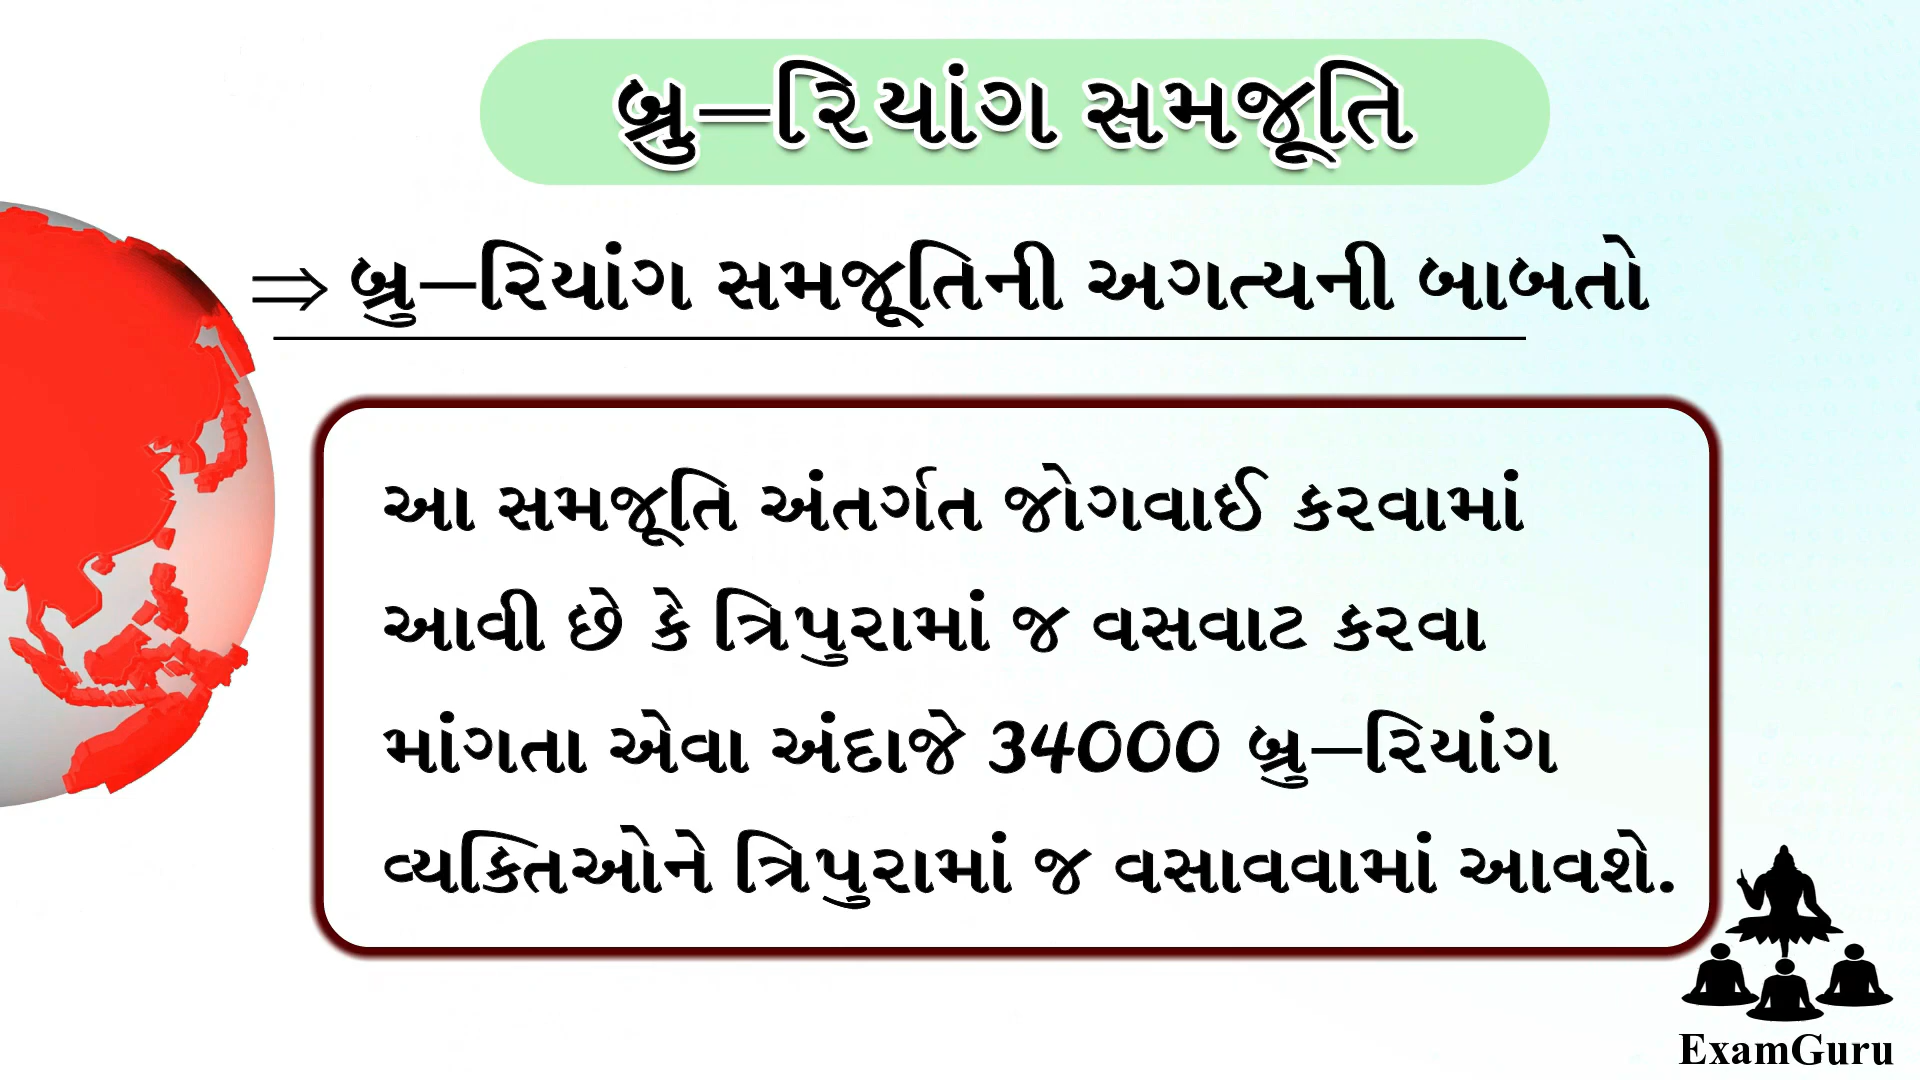 બ્રુ–રિયાંગ સમજૂતિ
⇒ બ્રુ–રિયાંગ સમજૂતિની અગત્યની બાબતો
આ સમજૂતિ અંતર્ગત જોગવાઈ કરવામાં
આવી છે કે ત્રિપુરામાં જ વસવાટ કરવા
માંગતા એવા અંદાજે 34000 બ્રુ–રિયાંગ
વ્યકિતઓને ત્રિપુરામાં જ વસાવવામાં આવશે.
ExamGuru